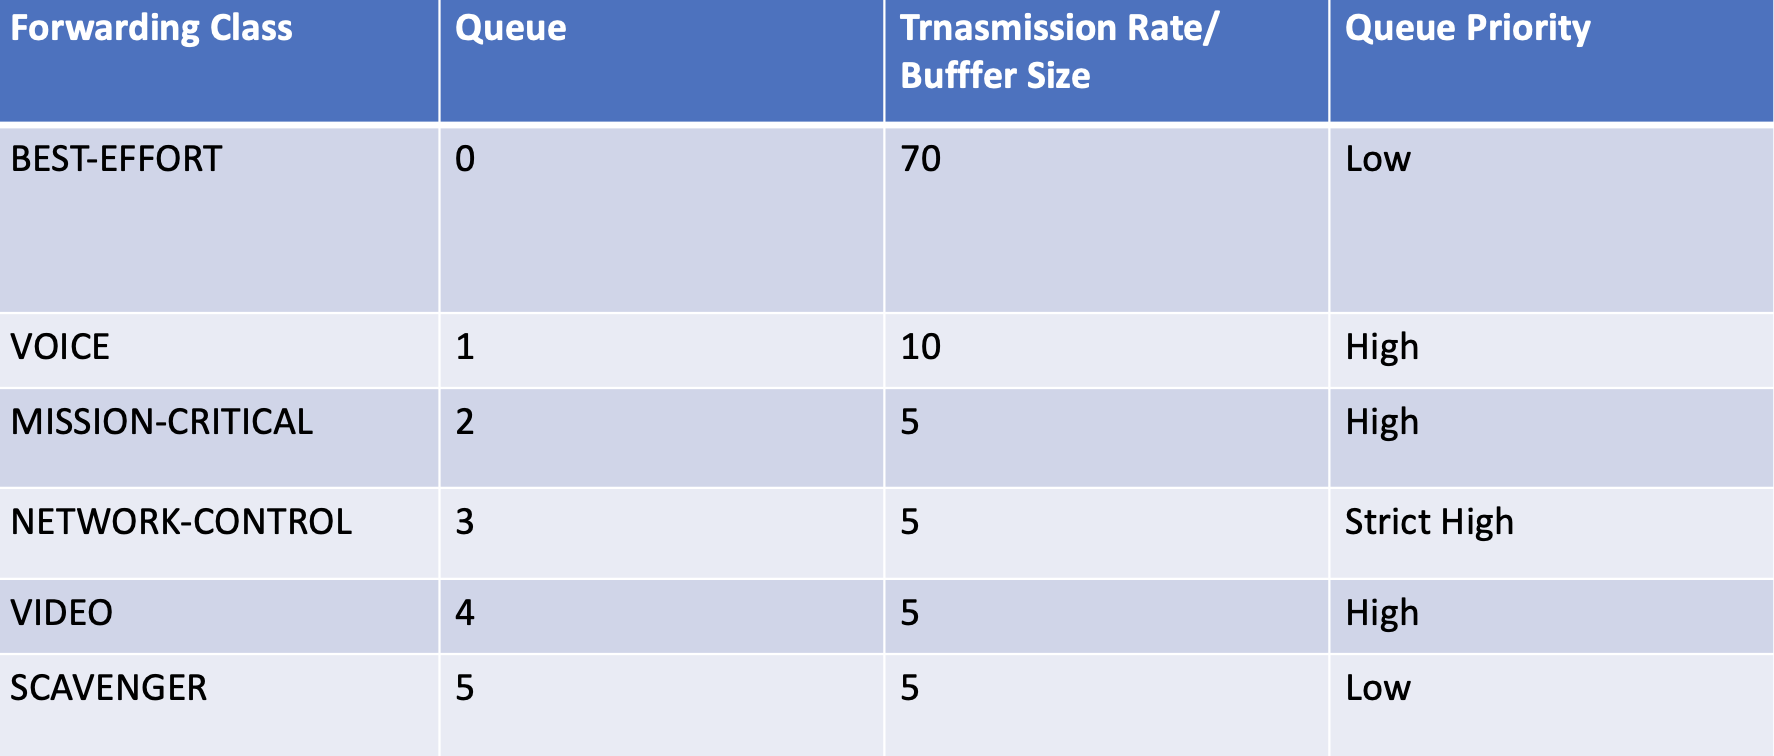 Forwarding Class Queue Trnasmission Rate/ Queue Priority
Bufffer Size
BEST-EFFORT 0 70 Low
VOICE 1 10 High
MISSION-CRITICAL 2 5 High
NETWORK-CONTROL 3 5 Strict High
VIDEO 4 5 High
SCAVENGER 5 5 Low